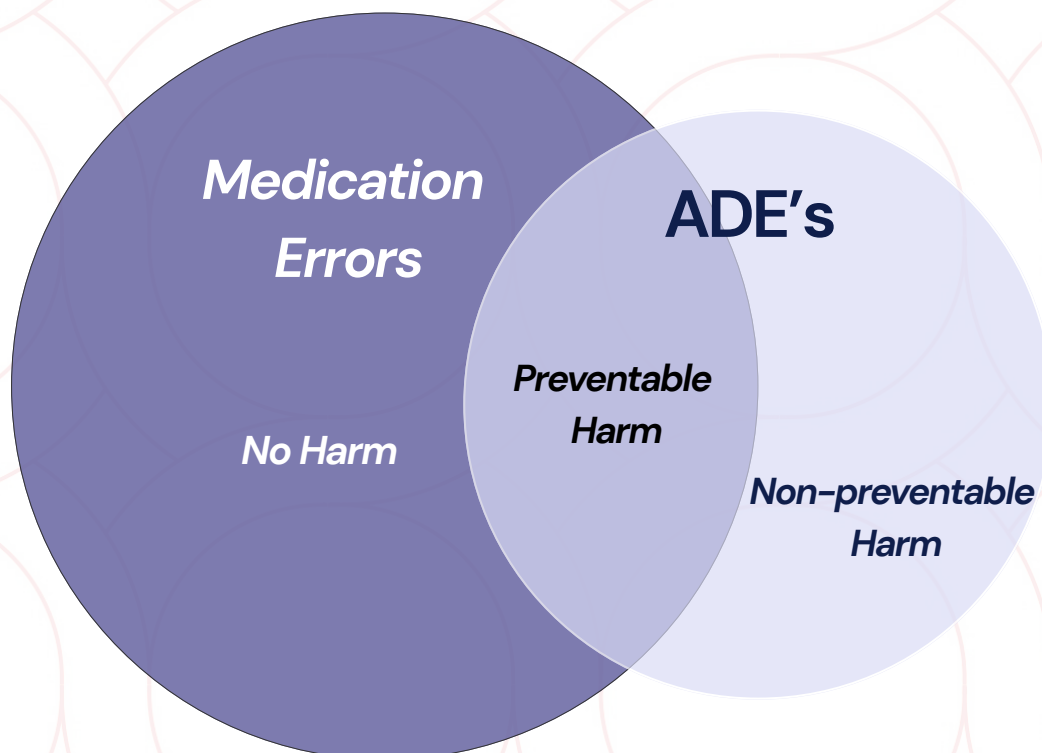 Medication
Errors
ADE’s
Preventable
Harm
No Harm
Non-preventable
Harm